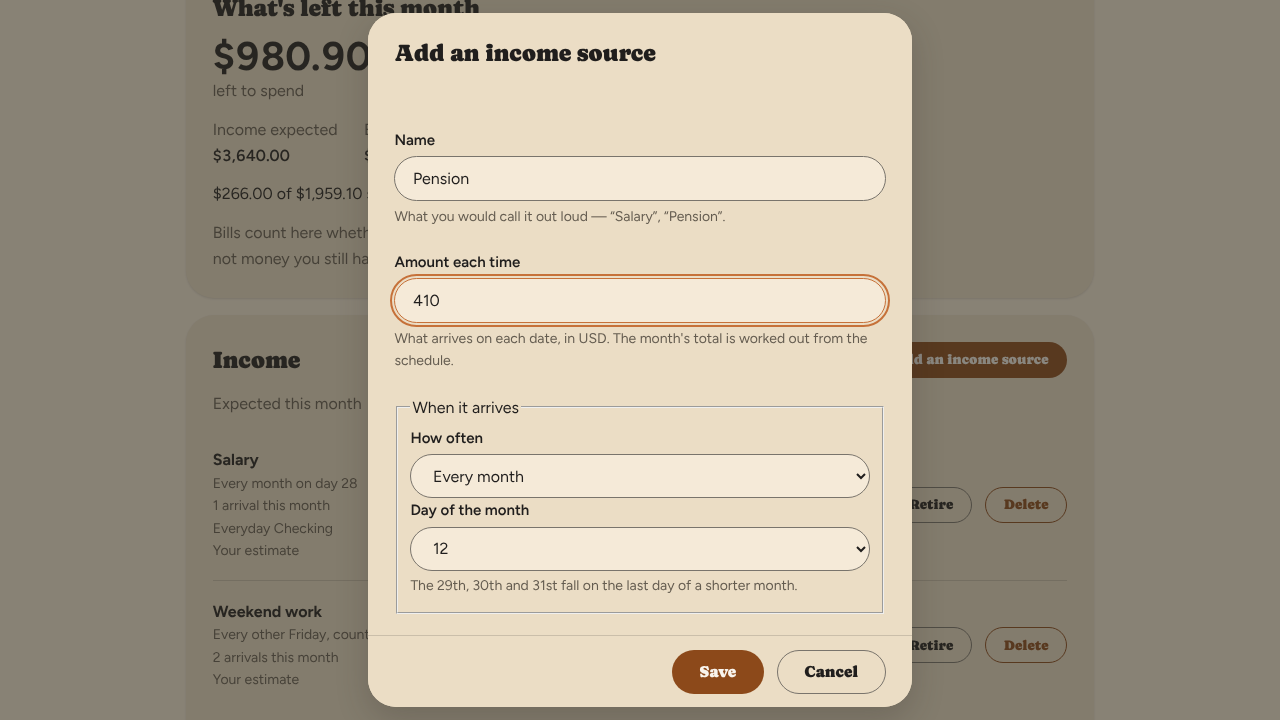 What's left this month
$980.90
left to spend
Income expected
$3,640.00
$266.00 of $1,959.10
Bills count here
not money you still
Income
Expected this month
Add an income source
Salary
Every month on day 28
1 arrival this month
Everyday Checking
Your estimate
Retire
Delete
Weekend work
Every other Friday,
2 arrivals this month
Your estimate
Retire
Delete
Add an income source
Name
Pension
What you would call it out loud — “Salary”, “Pension”.
Amount each time
410
What arrives on each date, in USD. The month's total is worked out from the
schedule.
When it arrives
How often
Every month
Day of the month
12
The 29th, 30th and 31st fall on the last day of a shorter month.
Save
Cancel